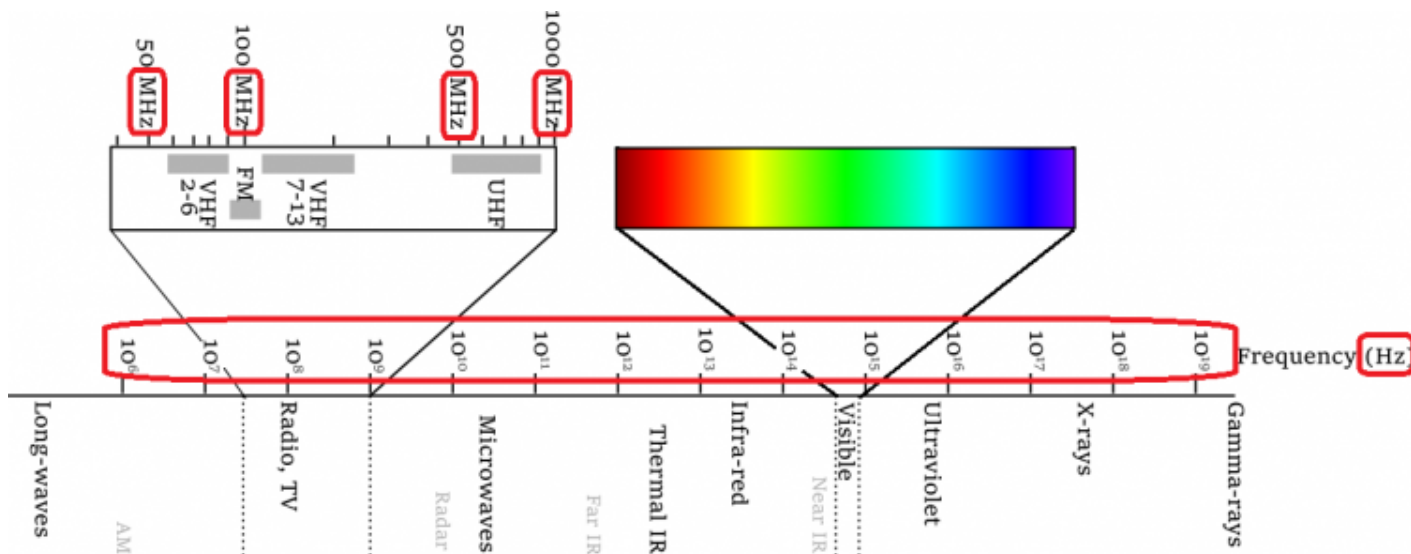 50 MHz
100 MHz
500 MHz
1000 MHz
VHF
2-6
FM
VHF
7-13
UHF
10⁶
10⁷
10⁸
10⁹
10¹⁰
10¹¹
10¹²
10¹³
10¹⁴
10¹⁵
10¹⁶
10¹⁷
10¹⁸
10¹⁹
Frequency (Hz)
Long-waves
AM
Radio, TV
Radar
Microwaves
Far IR
Thermal IR
Infra-red
Near IR
Visible
Ultraviolet
X-rays
Gamma-rays